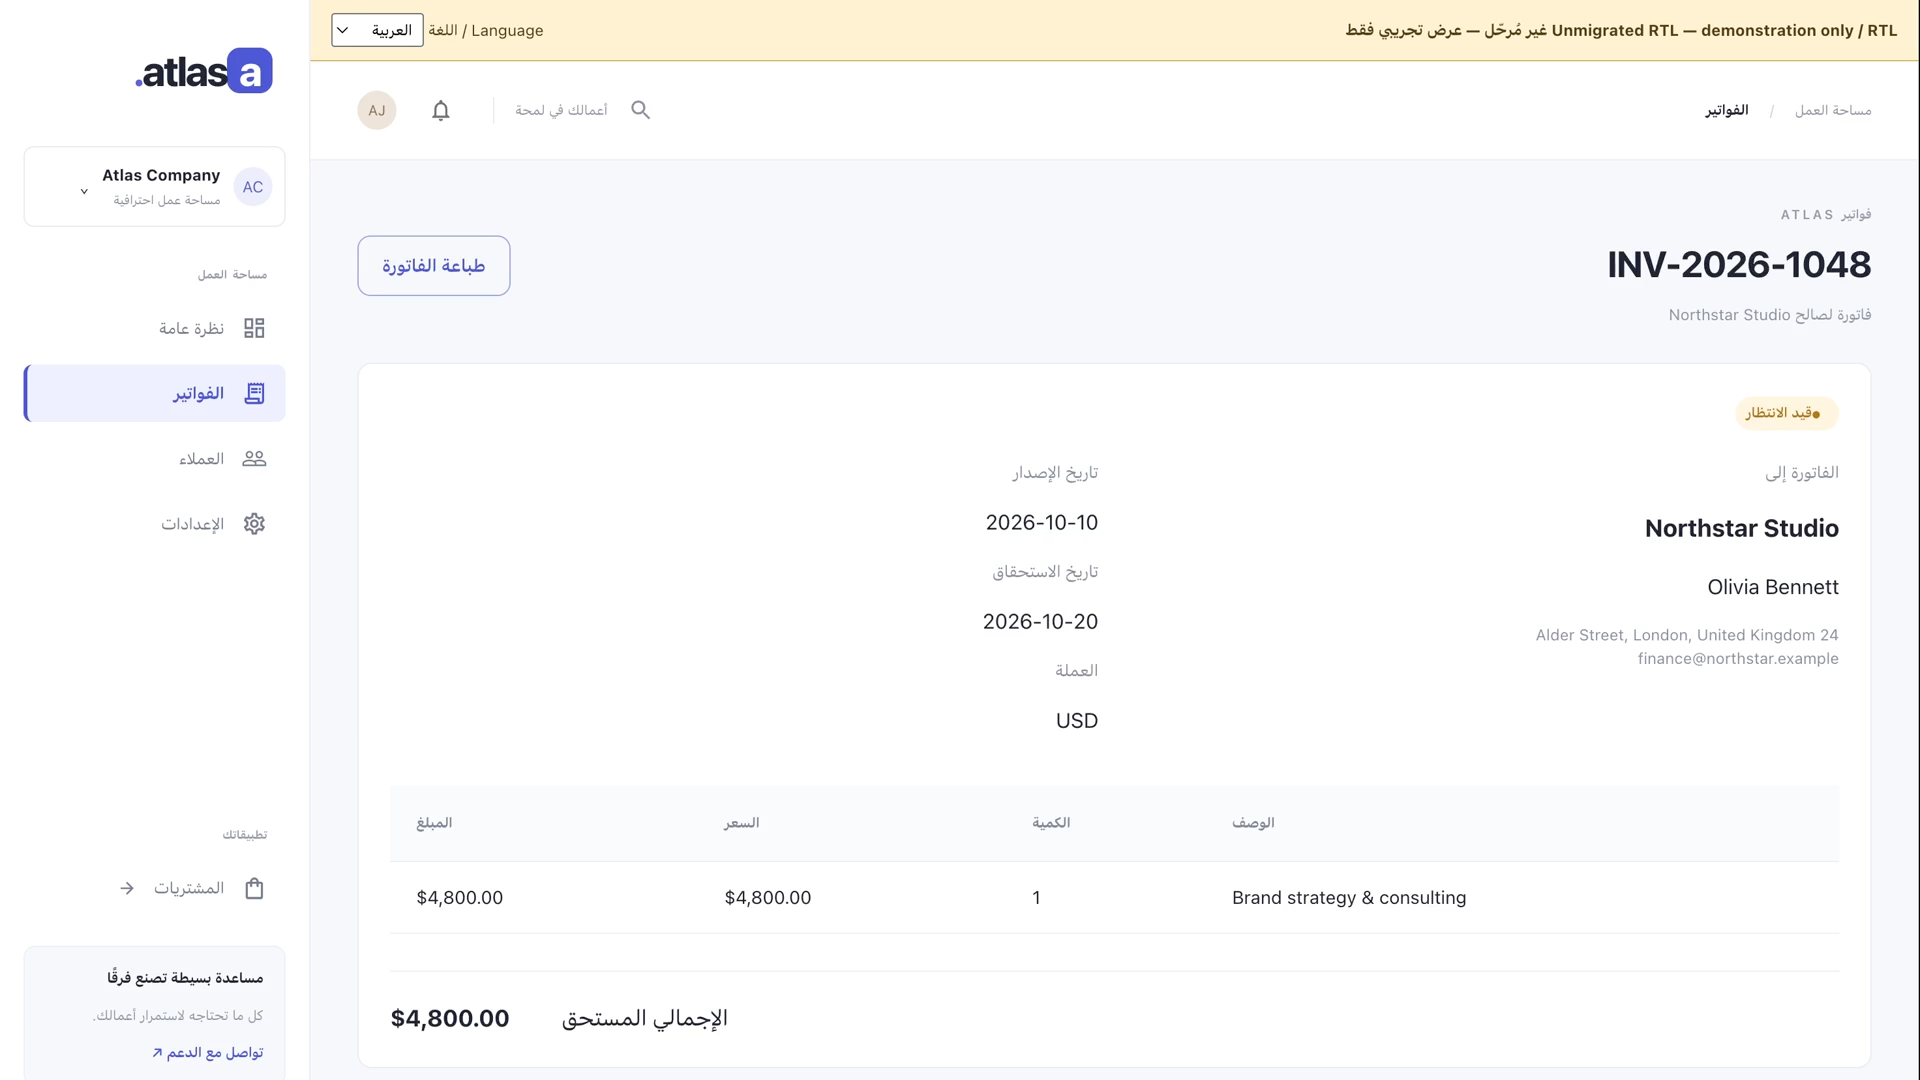 Unmigrated RTL — demonstration only / RTL غير مُرحّل — عرض تجريبي فقط
Language / اللغة
العربية
a
atlas.
AC
Atlas Company
مساحة عمل احترافية
مساحة العمل
نظرة عامة
الفواتير
العملاء
الإعدادات
تطبيقاتك
المشتريات
مساعدة بسيطة تصنع فرقًا
كل ما تحتاجه لاستمرار أعمالك.
تواصل مع الدعم ↗
مساحة العمل / الفواتير
أعمالك في لمحة
AJ
فواتير ATLAS
INV-2026-1048
فاتورة لصالح Northstar Studio
طباعة الفاتورة
قيد الانتظار
الفاتورة إلى
Northstar Studio
Olivia Bennett
Alder Street, London, United Kingdom 24
finance@northstar.example
تاريخ الإصدار
2026-10-10
تاريخ الاستحقاق
2026-10-20
العملة
USD
الوصف الكمية السعر المبلغ
Brand strategy & consulting 1 $4,800.00 $4,800.00
الإجمالي المستحق $4,800.00